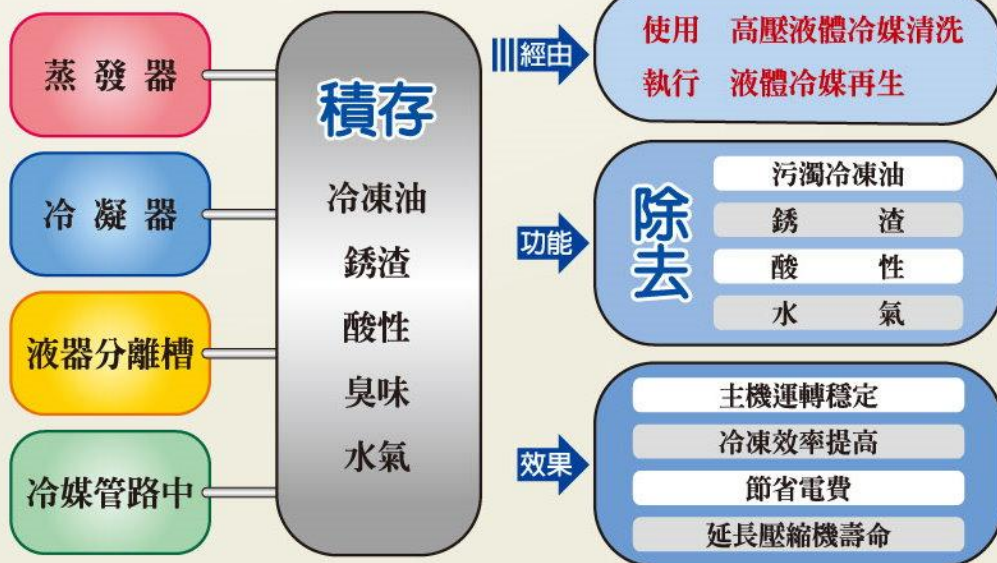 蒸發器
冷凝器
液器分離槽
冷媒管路中
積存
冷凍油
銹渣
酸性
臭味
水氣
經由
使用 高壓液體冷媒清洗
執行 液體冷媒再生
功能
除去
污濁冷凍油
銹渣
酸性
水氣
效果
主機運轉穩定
冷凍效率提高
節省電費
延長壓縮機壽命